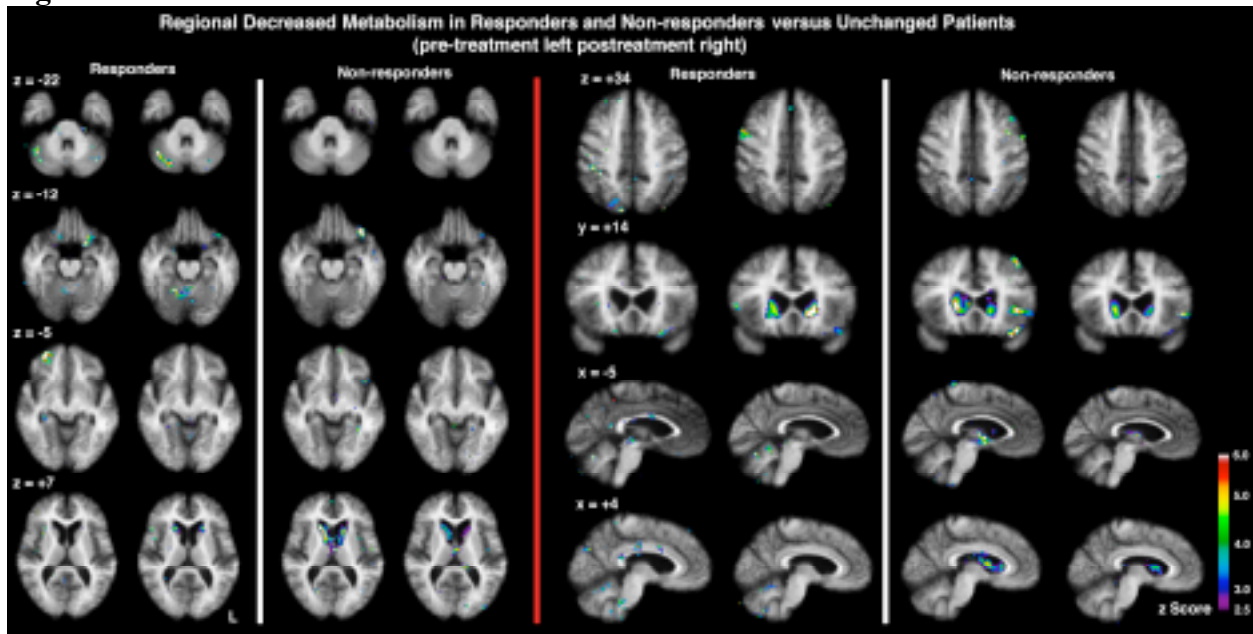 Regional Decreased Metabolism in Responders and Non-responders versus Unchanged Patients
(pre-treatment left postreatment right)
Responders
Non-responders
Responders
Non-responders
z = -22
z = +34
z = -12
y = +14
z = -5
x = -5
z = +7
x = +4
L
z Score
6.0
5.0
4.0
3.0
2.5